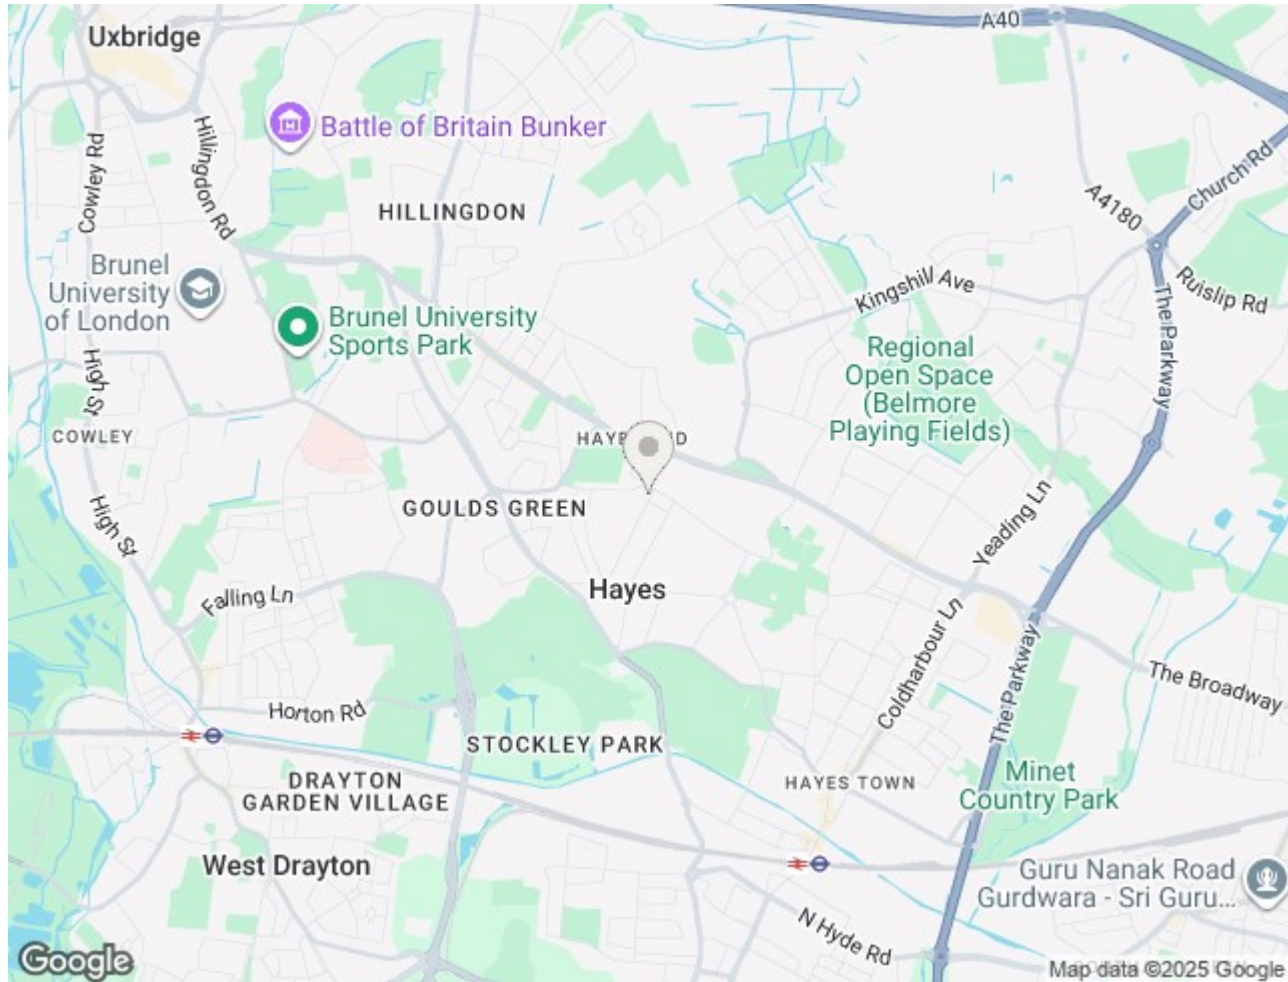 Uxbridge
A40
Battle of Britain Bunker
Cowley Rd
Hillingdon Rd
Church Rd
A4180
HILLINGDON
Brunel
University
of London
Kingshill Ave
Ruislip Rd
The Parkway
Brunel University
Sports Park
Regional
Open Space
(Belmore
Playing Fields)
High St
COWLEY
GOULDS GREEN
High St
Yeading Ln
Hayes
Falling Ln
Coldharbour Ln
The Broadway
The Parkway
Horton Rd
STOCKLEY PARK
DRAYTON
GARDEN VILLAGE
HAYES TOWN
Minet
Country Park
West Drayton
Guru Nanak Road
Gurdwara - Sri Guru...
N Hyde Rd
Google
Map data ©2025 Google